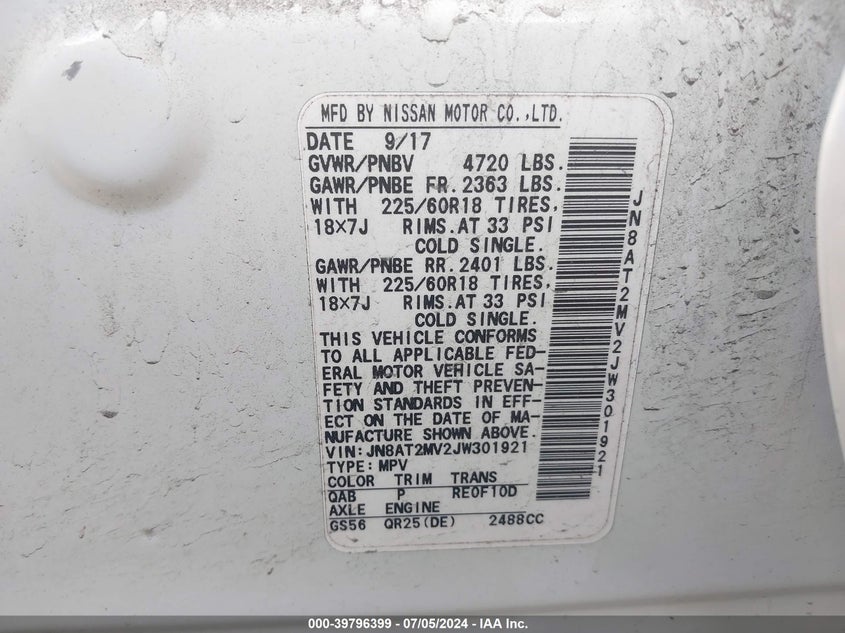 MFD BY NISSAN MOTOR CO.,LTD.
DATE 9/17
GVWR/PNBV 4720 LBS.
GAWR/PNBE FR.2363 LBS.
WITH 225/60R18 TIRES,
18×7J RIMS.AT 33 PSI
COLD SINGLE.
GAWR/PNBE RR.2401 LBS.
WITH 225/60R18 TIRES,
18×7J RIMS.AT 33 PSI
COLD SINGLE.
THIS VEHICLE CONFORMS
TO ALL APPLICABLE FED-
ERAL MOTOR VEHICLE SA-
FETY AND THEFT PREVEN-
TION STANDARDS IN EFF-
ECT ON THE DATE OF MA-
NUFACTURE SHOWN ABOVE.
VIN:JN8AT2MV2JW301921
TYPE:MPV
COLOR TRIM TRANS
QAB P RE0F10D
AXLE ENGINE
GS56 QR25(DE) 2488CC
JN8AT2MV2JW301921
000-39796399 - 07/05/2024 - IAA Inc.